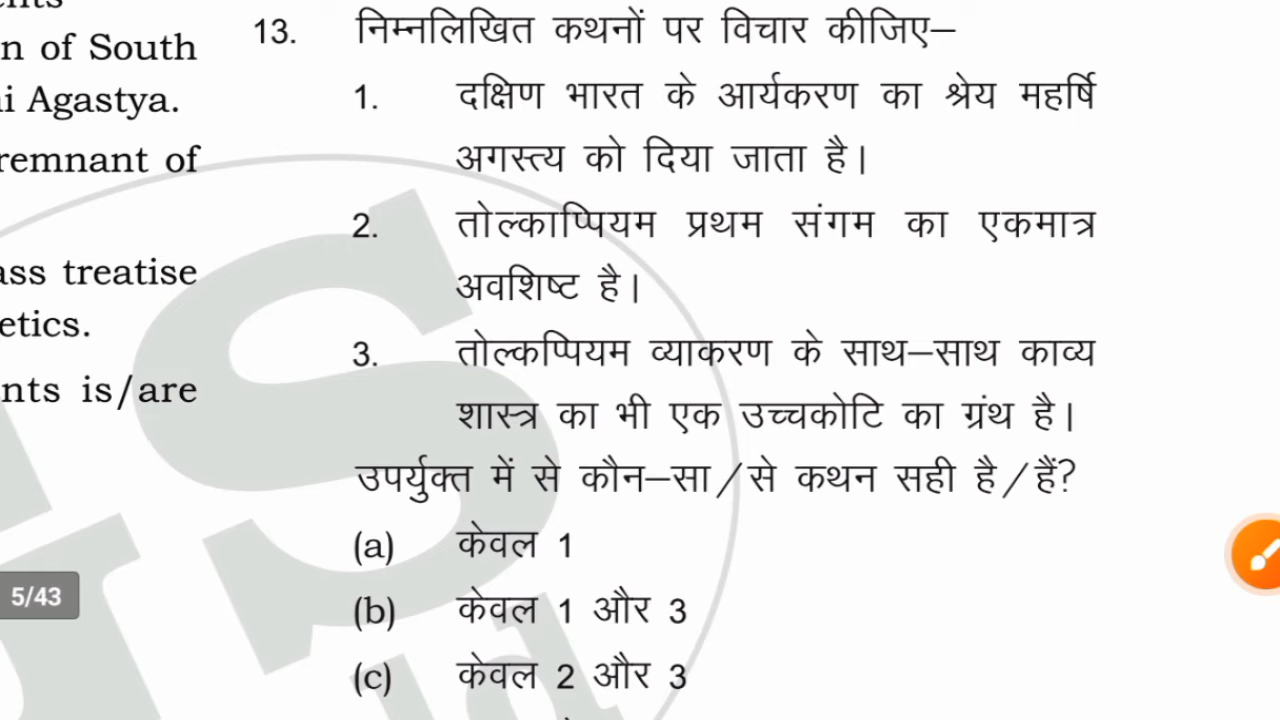 n of South
i Agastya.
remnant of
ass treatise
etics.
nts is/are
13. निम्नलिखित कथनों पर विचार कीजिए–
1. दक्षिण भारत के आर्यकरण का श्रेय महर्षि
अगस्त्य को दिया जाता है।
2. तोल्काप्पियम प्रथम संगम का एकमात्र
अवशिष्ट है।
3. तोल्कप्पियम व्याकरण के साथ–साथ काव्य
शास्त्र का भी एक उच्चकोटि का ग्रंथ है।
उपर्युक्त में से कौन–सा/से कथन सही है/हैं?
(a) केवल 1
(b) केवल 1 और 3
(c) केवल 2 और 3
5/43